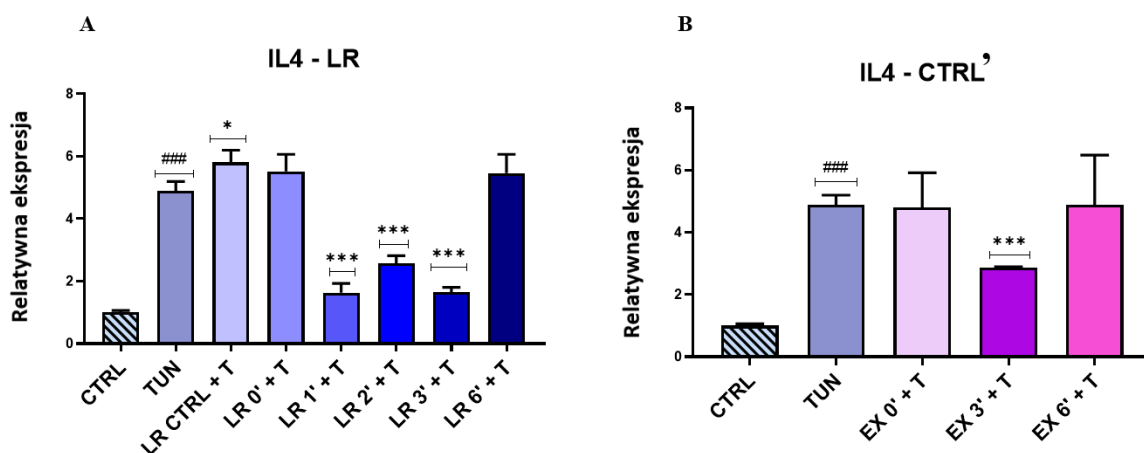 A
IL4 - LR
Relatywna ekspresja
8
6
4
2
0
###
*
***
***
***
CTRL
TUN
LR CTRL + T
LR 0' + T
LR 1' + T
LR 2' + T
LR 3' + T
LR 6' + T
B
IL4 - CTRL’
Relatywna ekspresja
8
6
4
2
0
###
***
CTRL
TUN
EX 0' + T
EX 3' + T
EX 6' + T